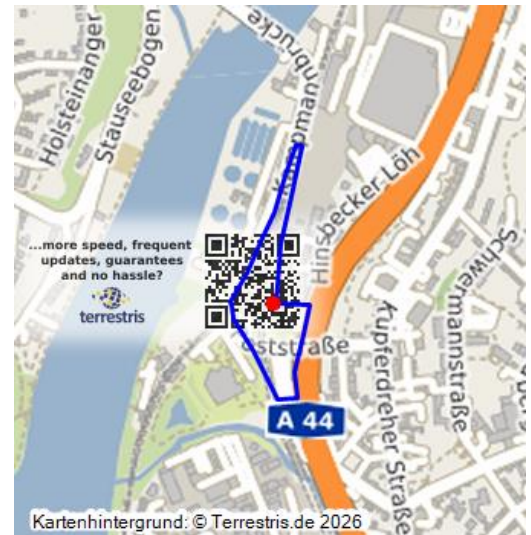 Kampmannbrücke
Holsteinanger
Stauseebogen
Hinsbecker Löh
...more speed, frequent
updates, guarantees
and no hassle?
terrestris
Schwermannstraße
Kupferdreher Straße
A 44
Kartenhintergrund: © Terrestris.de 2026